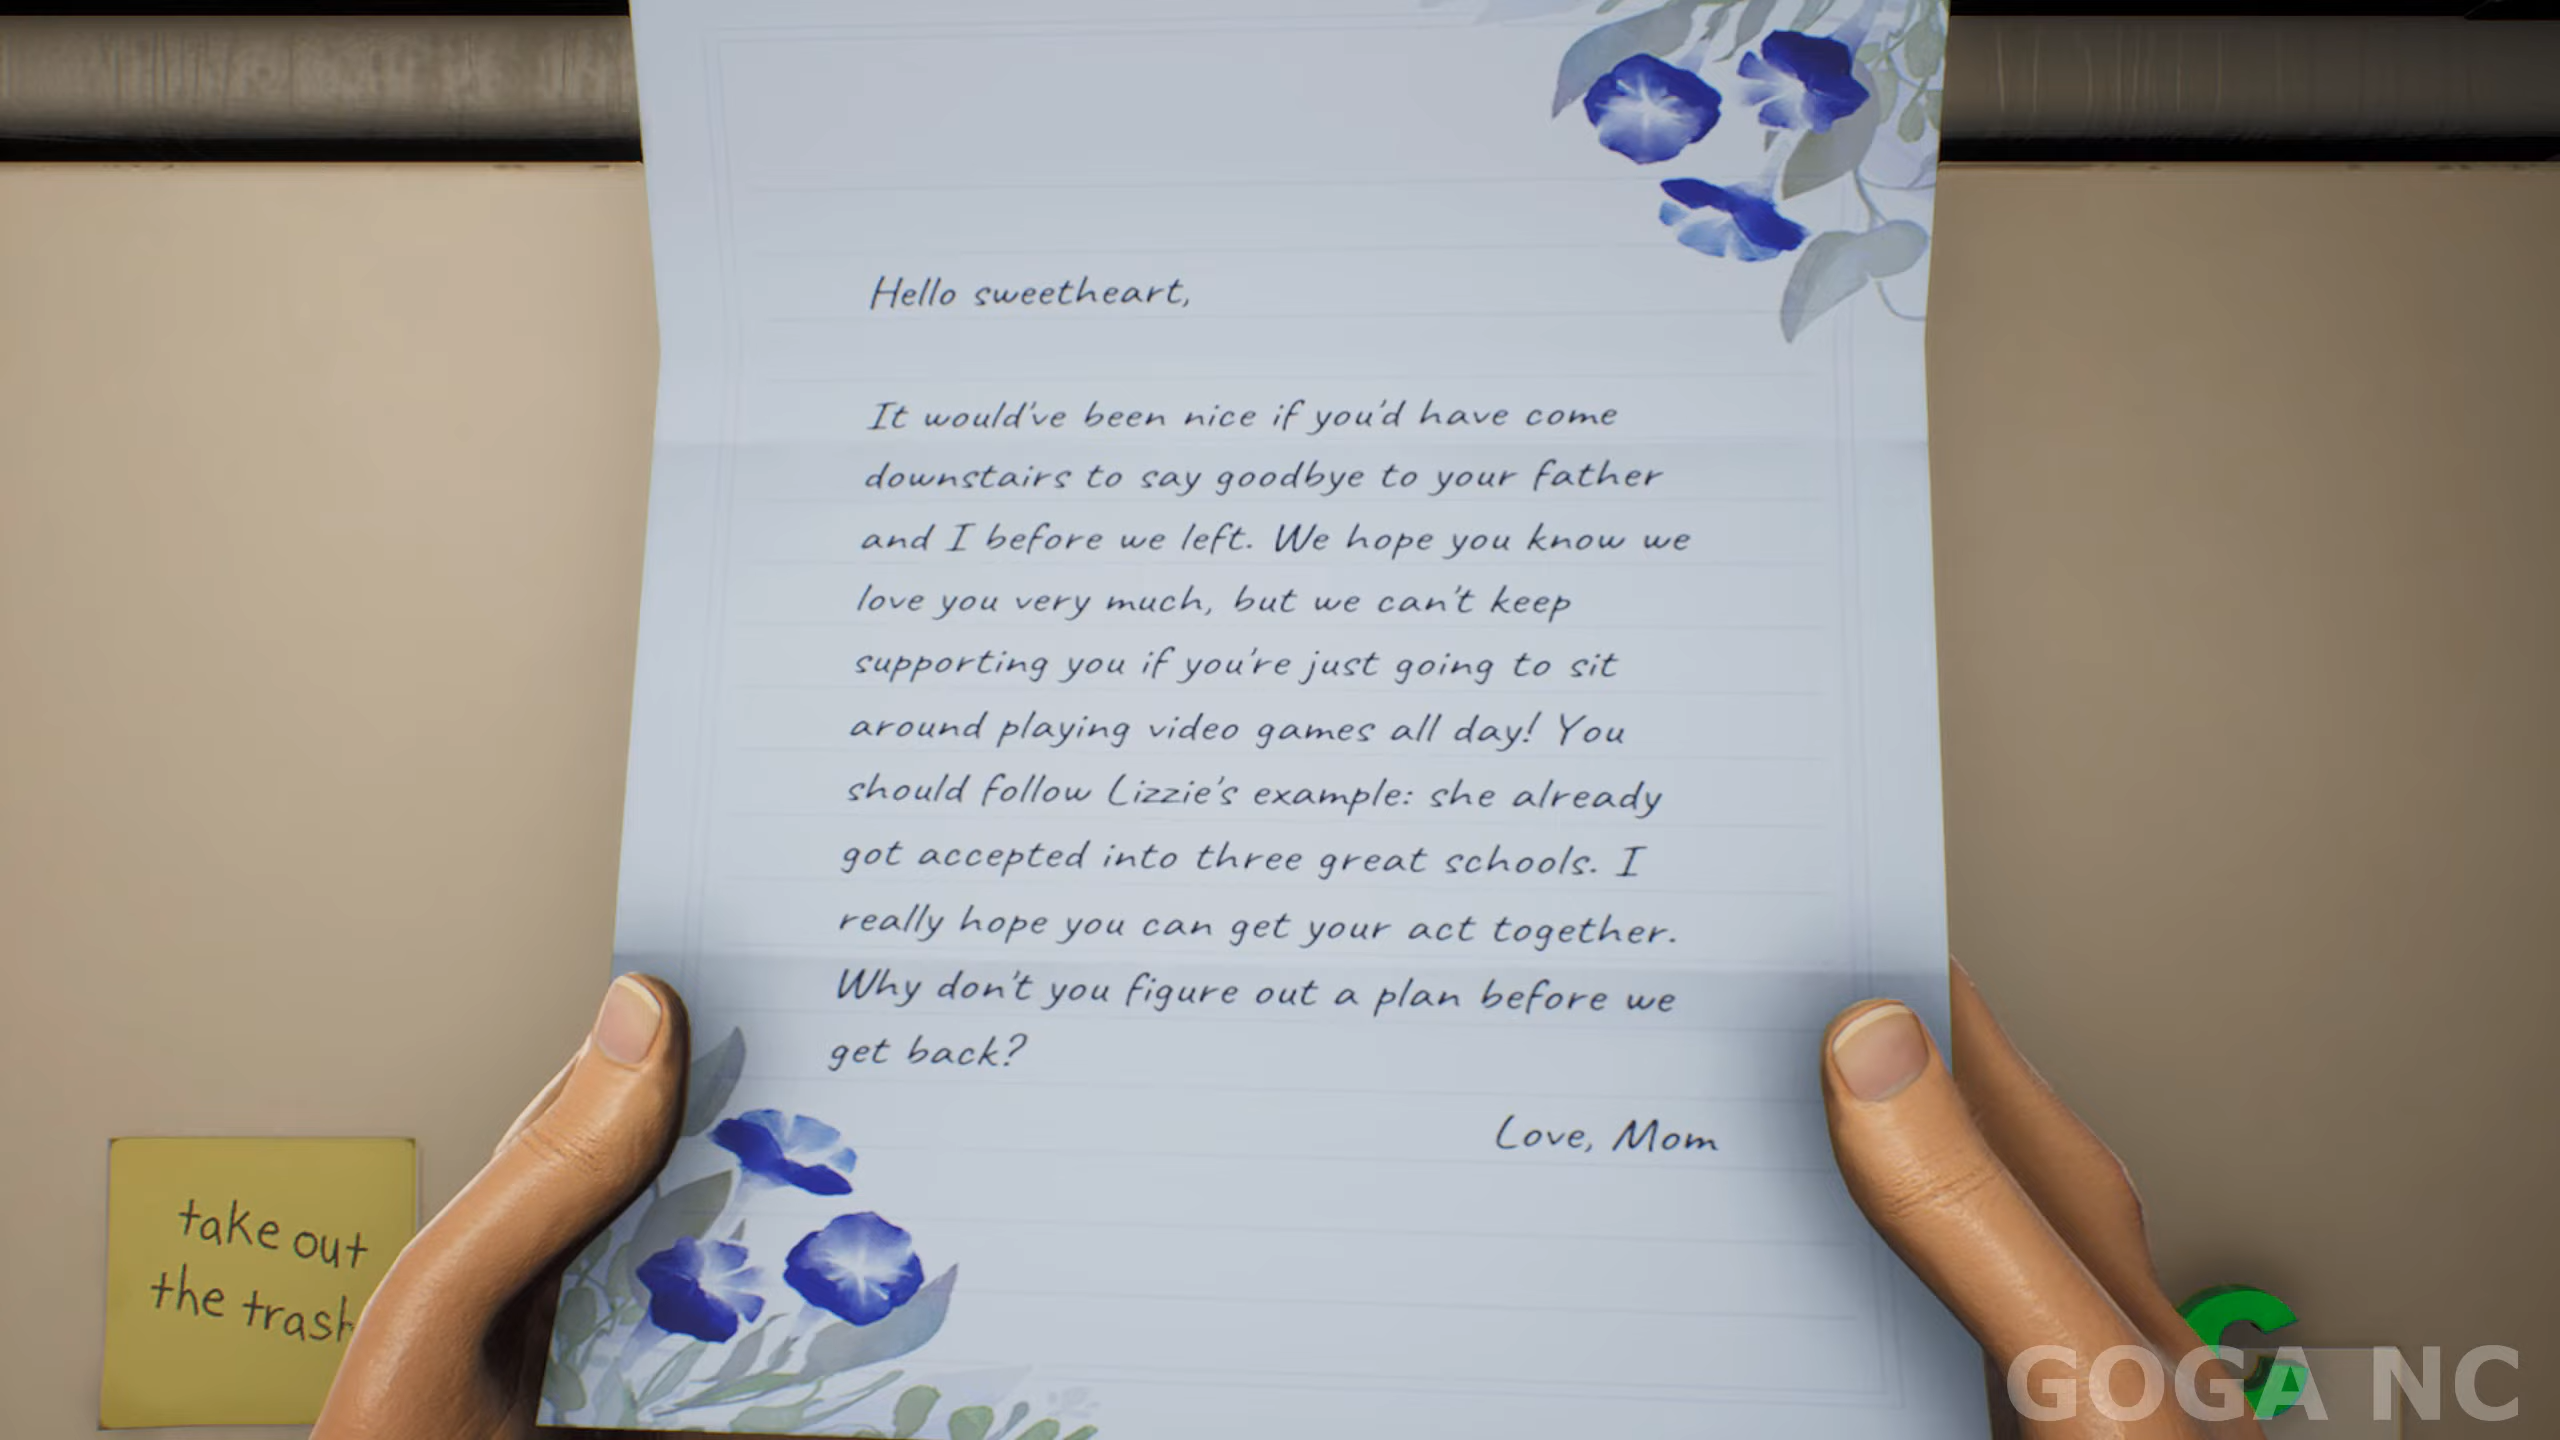 Hello sweetheart,
It would've been nice if you'd have come
downstairs to say goodbye to your father
and I before we left. We hope you know we
love you very much, but we can't keep
supporting you if you're just going to sit
around playing video games all day! You
should follow Lizzie's example: she already
got accepted into three great schools. I
really hope you can get your act together.
Why don't you figure out a plan before we
get back?
Love, Mom
take out
the trash
GOGA NC